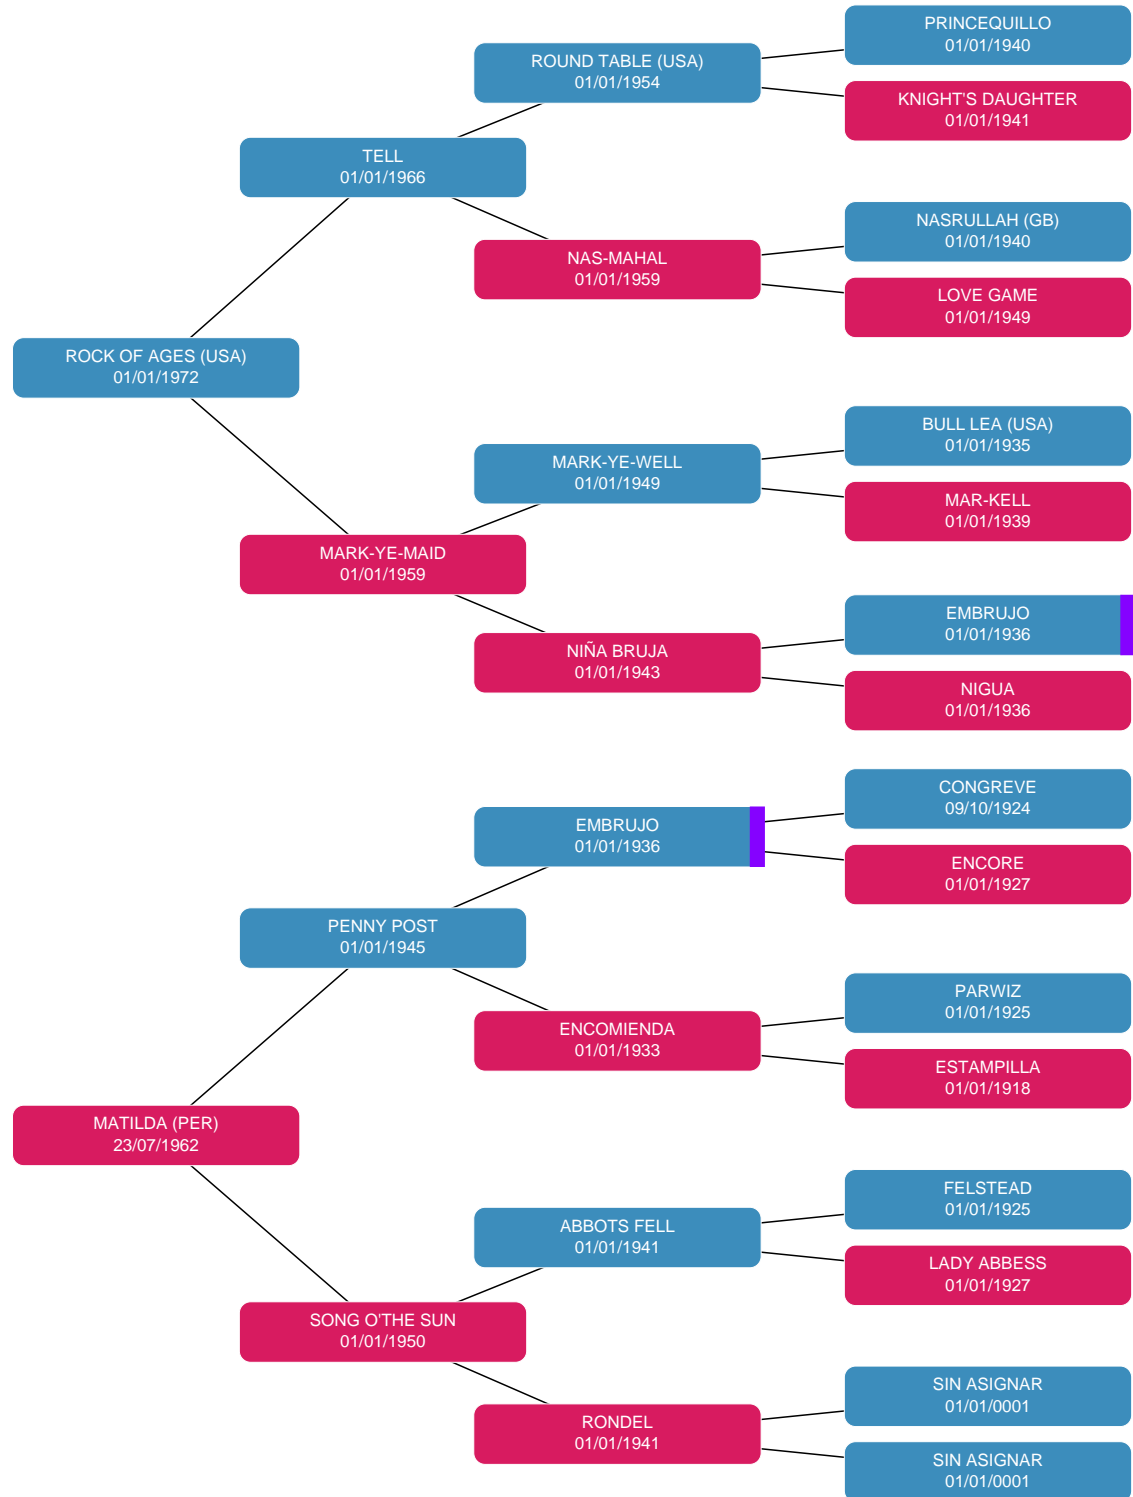 PRINCEQUILLO
01/01/1940
ROUND TABLE (USA)
01/01/1954
KNIGHT'S DAUGHTER
01/01/1941
TELL
01/01/1966
NASRULLAH (GB)
01/01/1940
NAS-MAHAL
01/01/1959
LOVE GAME
01/01/1949
ROCK OF AGES (USA)
01/01/1972
BULL LEA (USA)
01/01/1935
MARK-YE-WELL
01/01/1949
MAR-KELL
01/01/1939
MARK-YE-MAID
01/01/1959
EMBRUJO
01/01/1936
NIÑA BRUJA
01/01/1943
NIGUA
01/01/1936
CONGREVE
09/10/1924
EMBRUJO
01/01/1936
ENCORE
01/01/1927
PENNY POST
01/01/1945
PARWIZ
01/01/1925
ENCOMIENDA
01/01/1933
ESTAMPILLA
01/01/1918
MATILDA (PER)
23/07/1962
FELSTEAD
01/01/1925
ABBOTS FELL
01/01/1941
LADY ABBESS
01/01/1927
SONG O'THE SUN
01/01/1950
SIN ASIGNAR
01/01/0001
RONDEL
01/01/1941
SIN ASIGNAR
01/01/0001